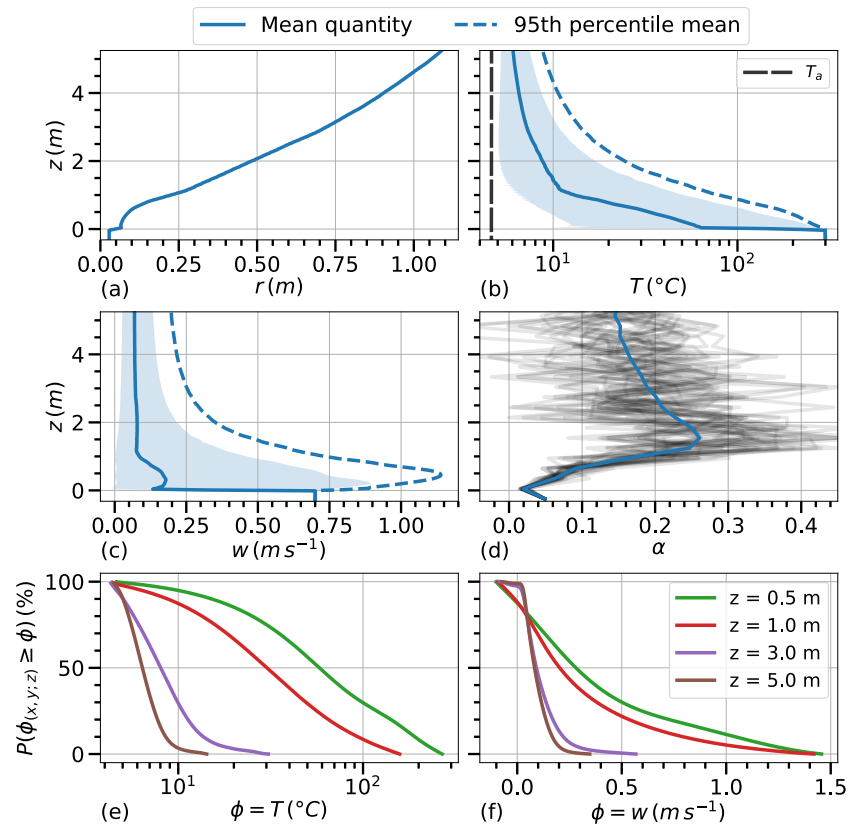 Mean quantity 95th percentile mean
z (m)
4
2
0
0.00 0.25 0.50 0.75 1.00
(a) r (m)
T_a
10^1 10^2
(b) T (°C)
z (m)
4
2
0
0.00 0.25 0.50 0.75 1.00
(c) w (m s^{-1})
0.0 0.1 0.2 0.3 0.4
(d) α
P(ϕ_{(x, y; z)} ≥ ϕ) (%)
100
50
0
10^1 10^2
(e) ϕ = T (°C)
z = 0.5 m
z = 1.0 m
z = 3.0 m
z = 5.0 m
0.0 0.5 1.0 1.5
(f) ϕ = w (m s^{-1})